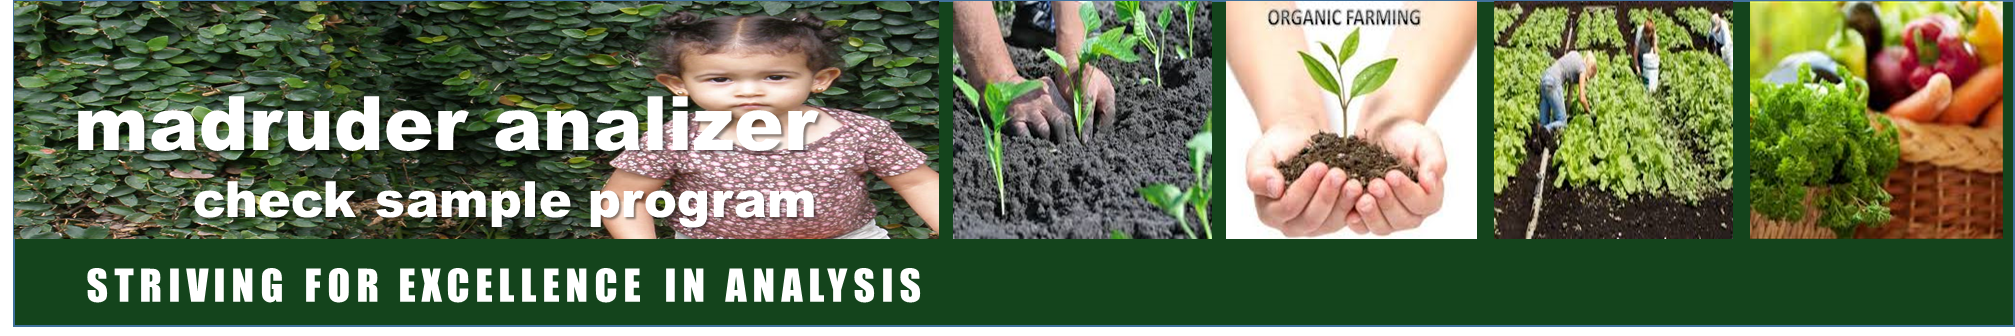 madruder analizer
check sample program
STRIVING FOR EXCELLENCE IN ANALYSIS
ORGANIC FARMING